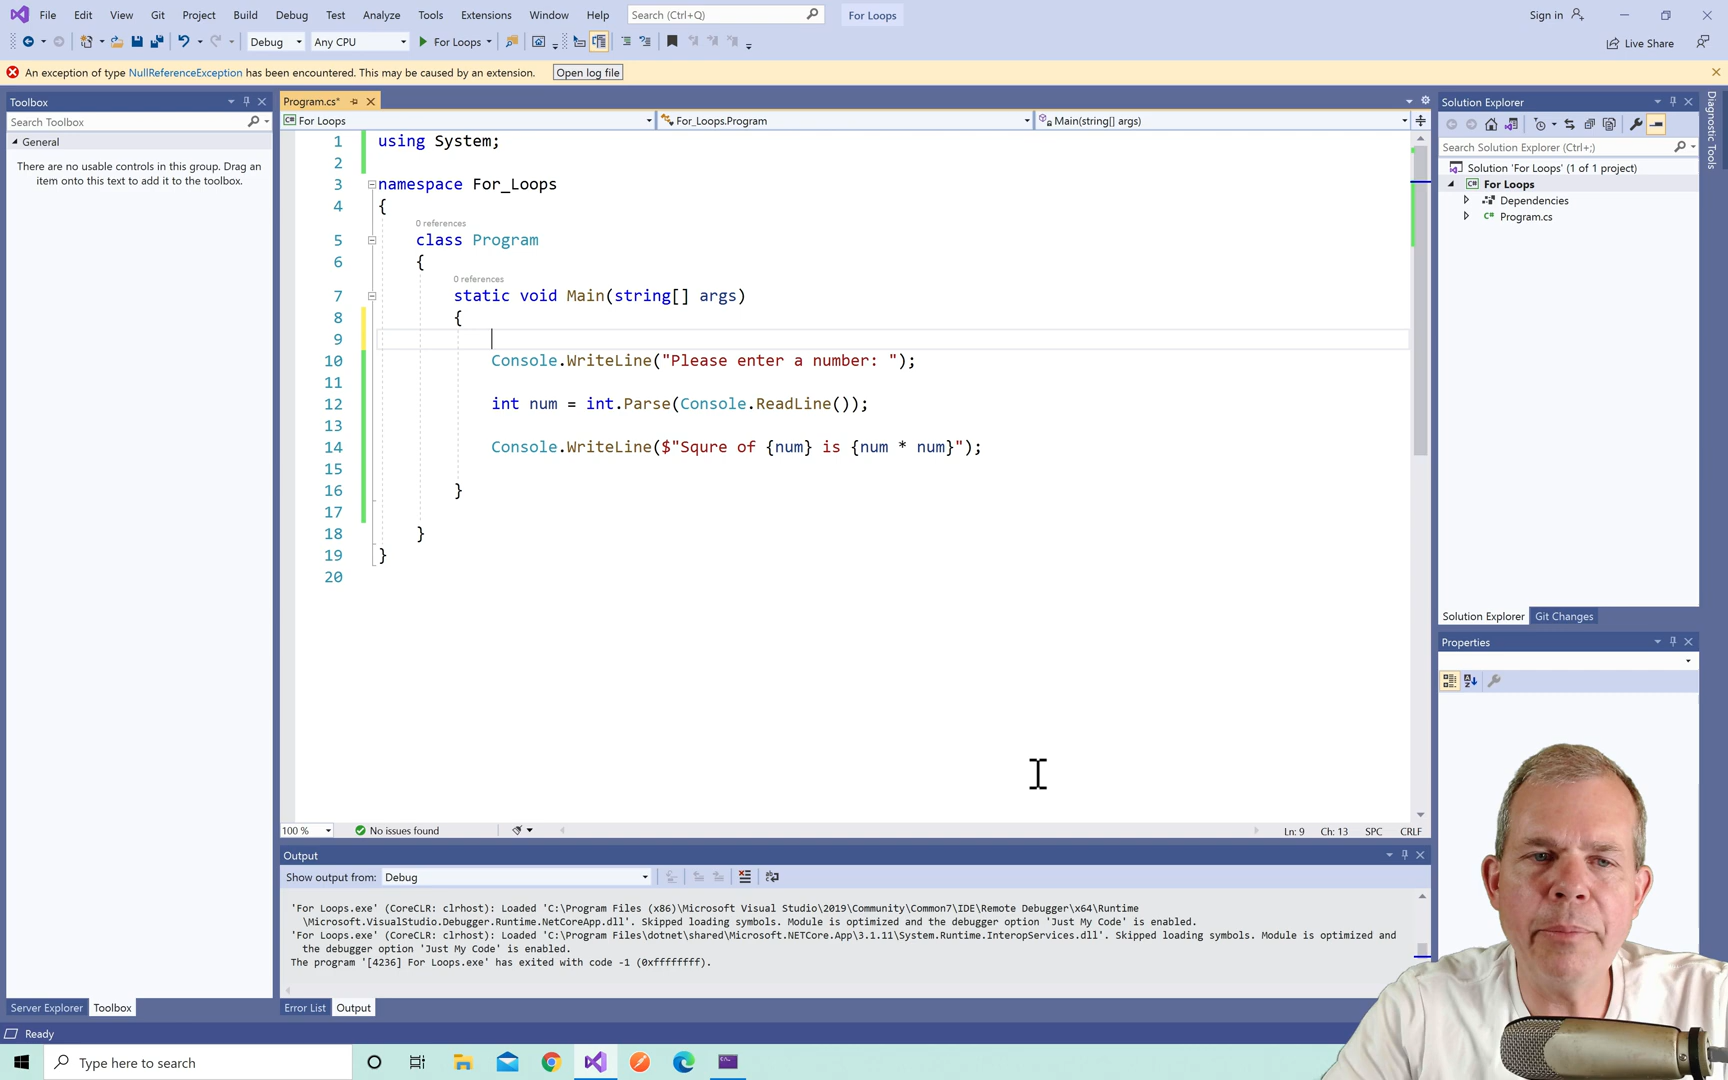 File Edit View Git Project Build Debug Test Analyze Tools Extensions Window Help Search (Ctrl+Q) For Loops Sign in
Debug Any CPU For Loops Live Share
An exception of type NullReferenceException has been encountered. This may be caused by an extension. Open log file
Toolbox
Search Toolbox
General
There are no usable controls in this group. Drag an
item onto this text to add it to the toolbox.
Program.cs*
For Loops For_Loops.Program Main(string[] args)
1 using System;
2
3 namespace For_Loops
4 {
0 references
5 class Program
6 {
0 references
7 static void Main(string[] args)
8 {
9
10 Console.WriteLine("Please enter a number: ");
11
12 int num = int.Parse(Console.ReadLine());
13
14 Console.WriteLine($"Squre of {num} is {num * num}");
15
16 }
17
18 }
19 }
20
100 % No issues found Ln: 9 Ch: 13 SPC CRLF
Output
Show output from: Debug
'For Loops.exe' (CoreCLR: clrhost): Loaded 'C:\Program Files (x86)\Microsoft Visual Studio\2019\Community\Common7\IDE\Remote Debugger\x64\Runtime
\Microsoft.VisualStudio.Debugger.Runtime.NetCoreApp.dll'. Skipped loading symbols. Module is optimized and the debugger option 'Just My Code' is enabled.
'For Loops.exe' (CoreCLR: clrhost): Loaded 'C:\Program Files\dotnet\shared\Microsoft.NETCore.App\3.1.11\System.Runtime.InteropServices.dll'. Skipped loading symbols. Module is optimized and
the debugger option 'Just My Code' is enabled.
The program '[4236] For Loops.exe' has exited with code -1 (0xffffffff).
Server Explorer Toolbox
Error List Output
Solution Explorer
Search Solution Explorer (Ctrl+;)
Solution 'For Loops' (1 of 1 project)
For Loops
Dependencies
Program.cs
Solution Explorer Git Changes
Properties
Diagnostic Tools
Ready
Type here to search